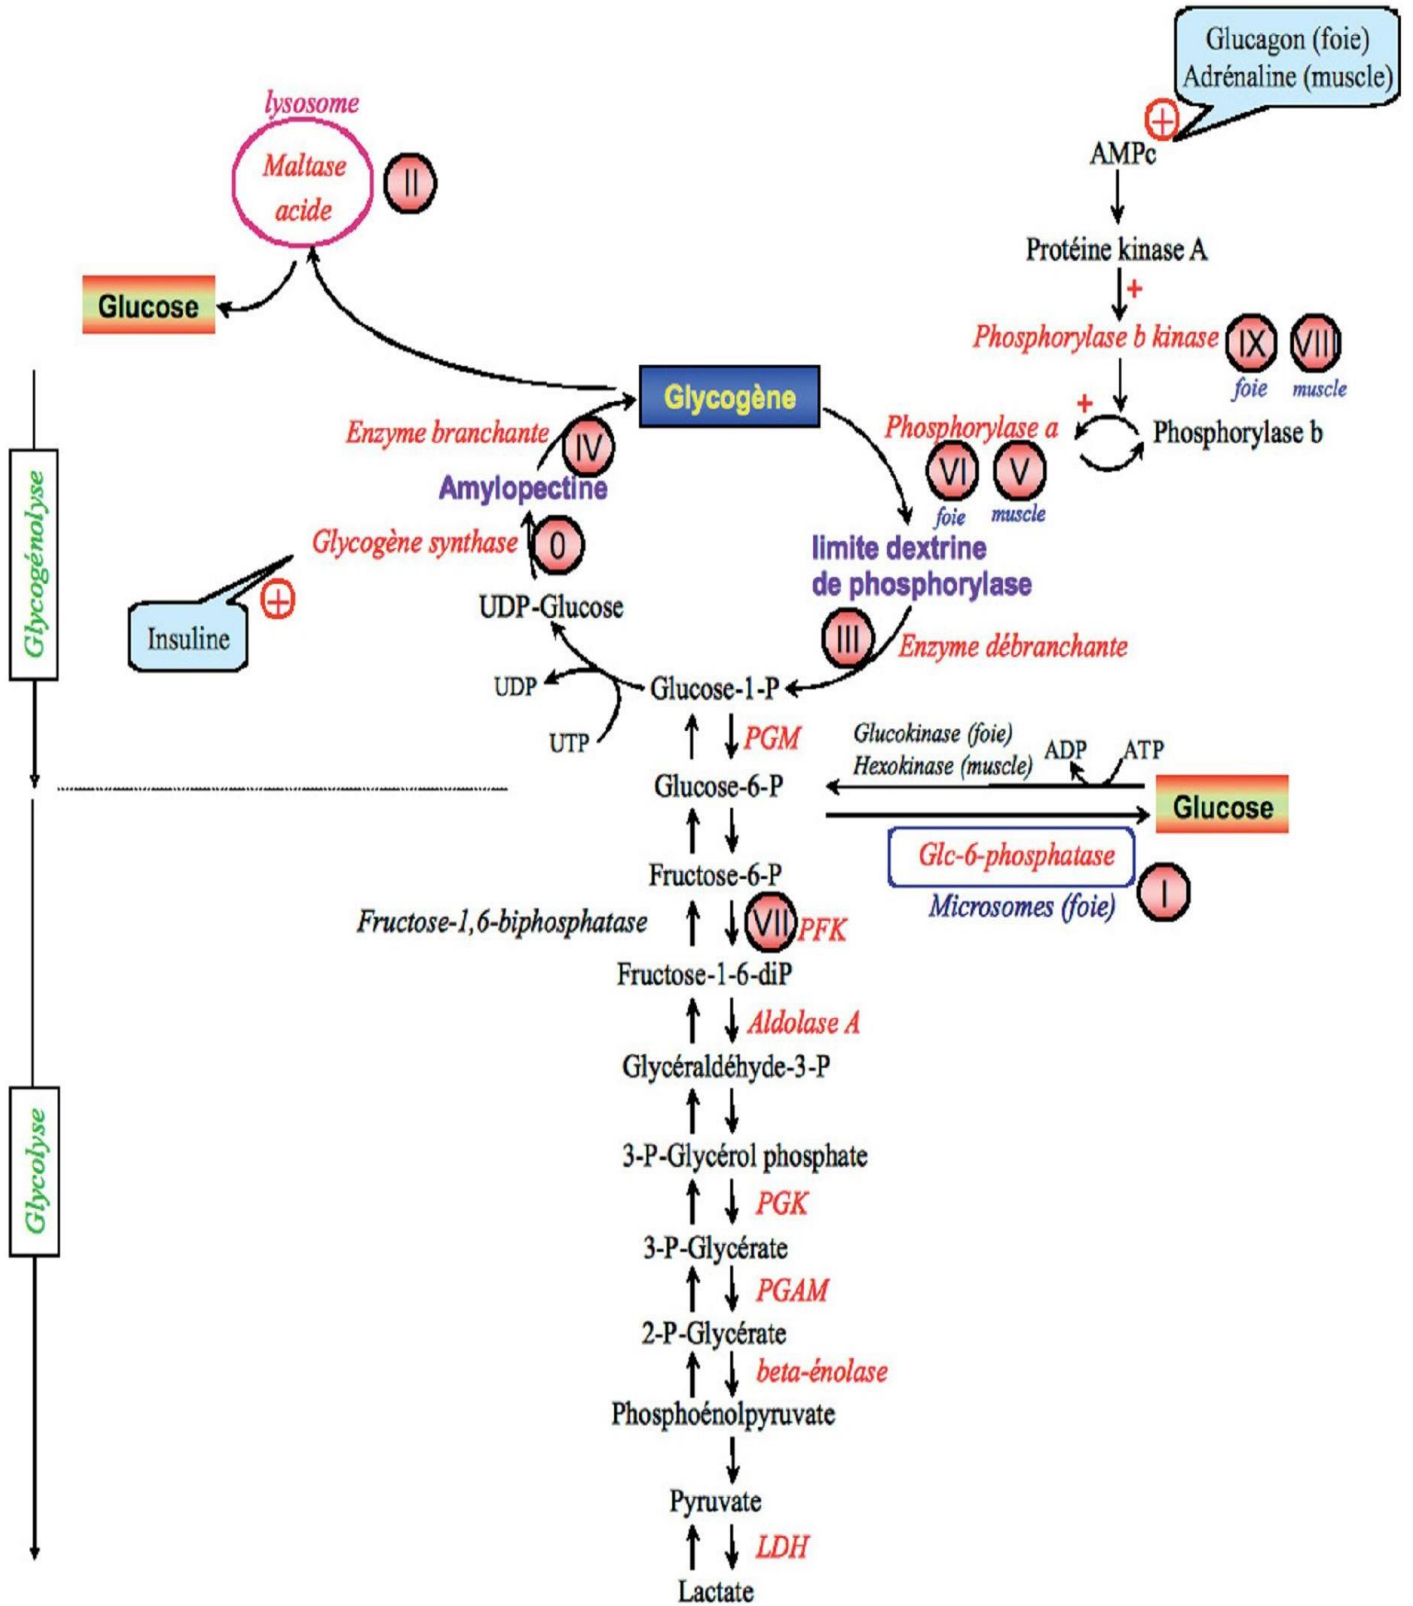 Glucagon (foie)
Adrénaline (muscle)
+
AMPc
Protéine kinase A
+
Phosphorylase b kinase
IX
VIII
foie
muscle
+
Phosphorylase a
Phosphorylase b
VI
V
foie
muscle
lysosome
Maltase
acide
II
Glucose
Glycogène
Enzyme branchante
IV
Amylopectine
Glycogène synthase
0
+
Insuline
UDP-Glucose
UDP
UTP
limite dextrine
de phosphorylase
III
Enzyme débranchante
Glucose-1-P
PGM
Glucose-6-P
Glucokinase (foie)
Hexokinase (muscle)
ADP
ATP
Glucose
Glc-6-phosphatase
Microsomes (foie)
I
Fructose-6-P
Fructose-1,6-biphosphatase
VII
PFK
Fructose-1-6-diP
Aldolase A
Glycéraldéhyde-3-P
3-P-Glycérol phosphate
PGK
3-P-Glycérate
PGAM
2-P-Glycérate
beta-énolase
Phosphoénolpyruvate
Pyruvate
LDH
Lactate
Glycogénolyse
Glycolyse